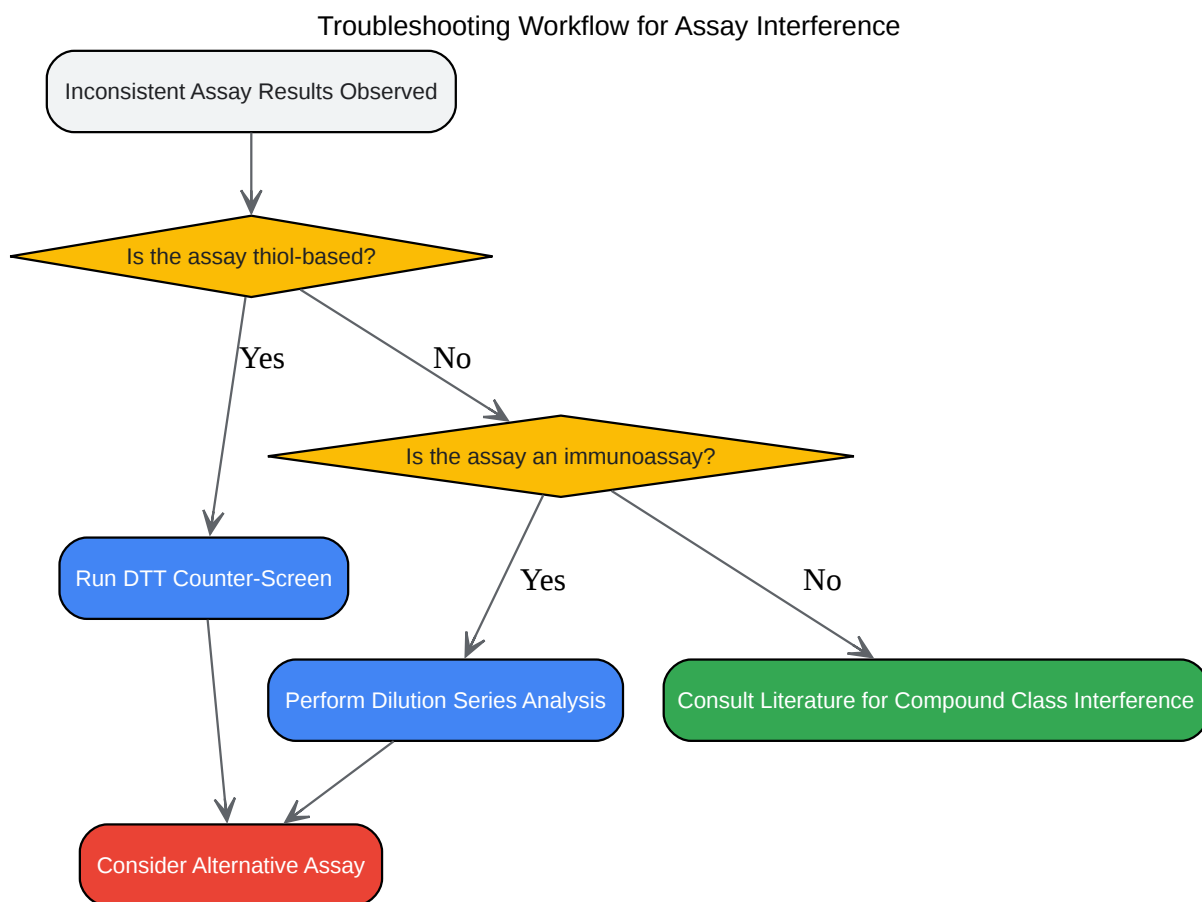 Troubleshooting Workflow for Assay Interference
Inconsistent Assay Results Observed
Is the assay thiol-based?
Yes
No
Is the assay an immunoassay?
Run DTT Counter-Screen
Yes
No
Perform Dilution Series Analysis
Consult Literature for Compound Class Interference
Consider Alternative Assay